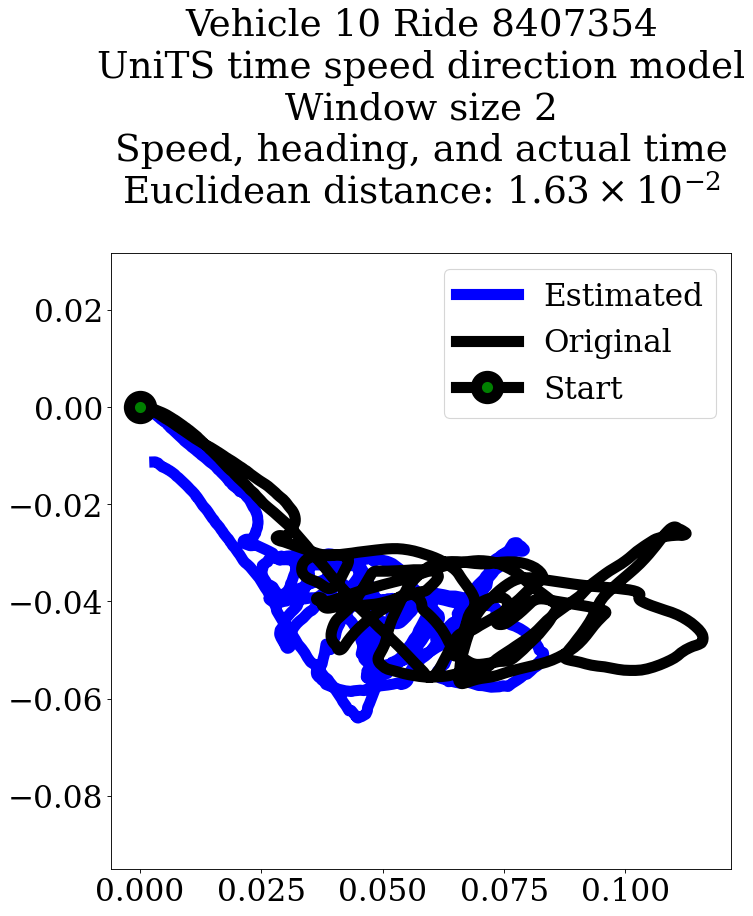 Vehicle 10 Ride 8407354
UniTS time speed direction model
Window size 2
Speed, heading, and actual time
Euclidean distance: 1.63 × 10⁻²
Estimated
Original
Start
0.02
0.00
−0.02
−0.04
−0.06
−0.08
0.000 0.025 0.050 0.075 0.100